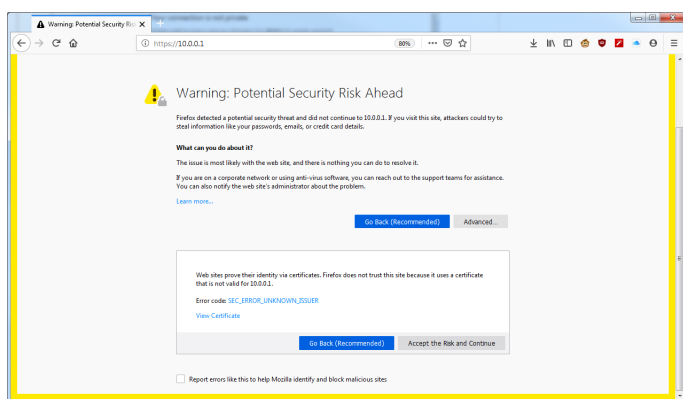 Warning: Potential Security Ris
https://10.0.0.1
80%
Warning: Potential Security Risk Ahead
Firefox detected a potential security threat and did not continue to 10.0.0.1. If you visit this site, attackers could try to
steal information like your passwords, emails, or credit card details.
What can you do about it?
The issue is most likely with the web site, and there is nothing you can do to resolve it.
If you are on a corporate network or using anti-virus software, you can reach out to the support teams for assistance.
You can also notify the web site's administrator about the problem.
Learn more...
Go Back (Recommended)
Advanced...
Web sites prove their identity via certificates. Firefox does not trust this site because it uses a certificate
that is not valid for 10.0.0.1.
Error code: SEC_ERROR_UNKNOWN_ISSUER
View Certificate
Go Back (Recommended)
Accept the Risk and Continue
Report errors like this to help Mozilla identify and block malicious sites